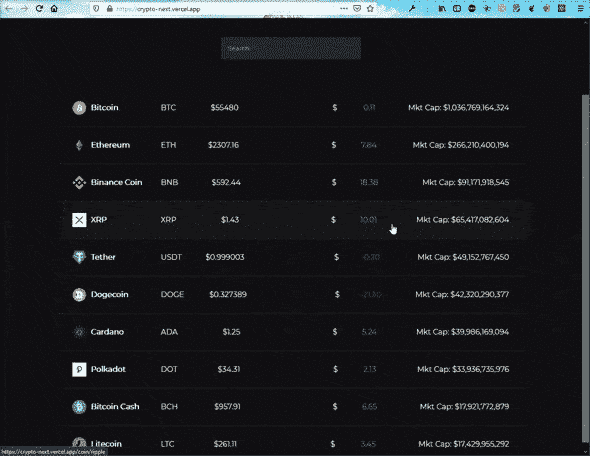 https://crypto-next.vercel.app
Search
Bitcoin BTC $55480 $ 0.11 Mkt Cap: $1,036,769,164,324
Ethereum ETH $2307.16 $ 7.84 Mkt Cap: $266,210,400,194
Binance Coin BNB $592.44 $ 18.38 Mkt Cap: $91,171,918,545
XRP XRP $1.43 $ 10.01 Mkt Cap: $65,417,082,604
Tether USDT $0.999003 $ Mkt Cap: $49,152,767,450
Dogecoin DOGE $0.327389 $ Mkt Cap: $42,320,290,377
Cardano ADA $1.25 $ 5.24 Mkt Cap: $39,986,169,094
Polkadot DOT $34.31 $ 2.13 Mkt Cap: $33,936,735,976
Bitcoin Cash BCH $957.91 $ 6.65 Mkt Cap: $17,921,772,879
Litecoin LTC $261.11 $ 3.45 Mkt Cap: $17,429,955,292
https://crypto-next.vercel.app/coin/ripple